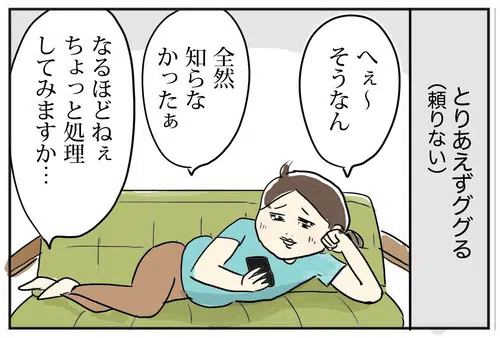 とりあえずググる
(頼りない)
へぇ〜
そうなん
全然
知らな
かったぁ
なるほどねぇ
ちょっと処理
してみますか…